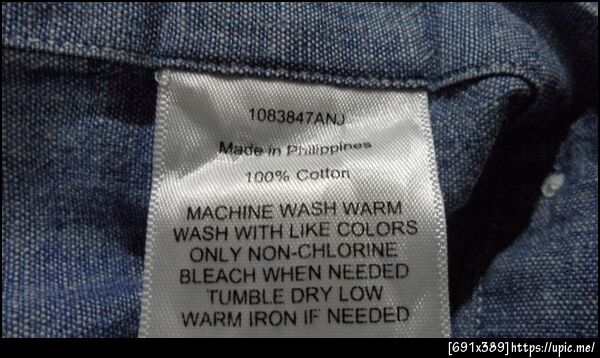 1083847ANJ
Made in Philippines
100% Cotton
MACHINE WASH WARM
WASH WITH LIKE COLORS
ONLY NON-CHLORINE
BLEACH WHEN NEEDED
TUMBLE DRY LOW
WARM IRON IF NEEDED
[691x389]https://upic.me/